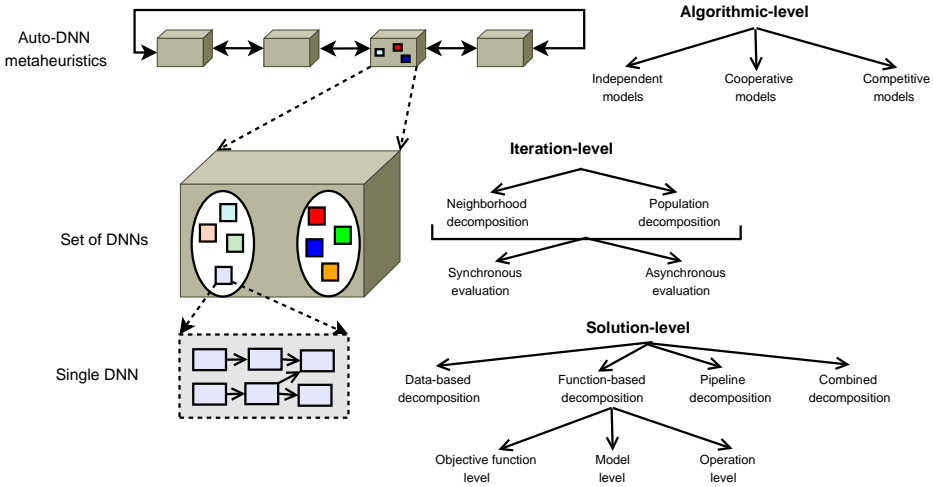 Algorithmic-level
Auto-DNN
metaheuristics
Independent
models
Cooperative
models
Competitive
models
Iteration-level
Neighborhood
decomposition
Population
decomposition
Set of DNNs
Synchronous
evaluation
Asynchronous
evaluation
Solution-level
Single DNN
Data-based
decomposition
Function-based
decomposition
Pipeline
decomposition
Combined
decomposition
Objective function
level
Model
level
Operation
level